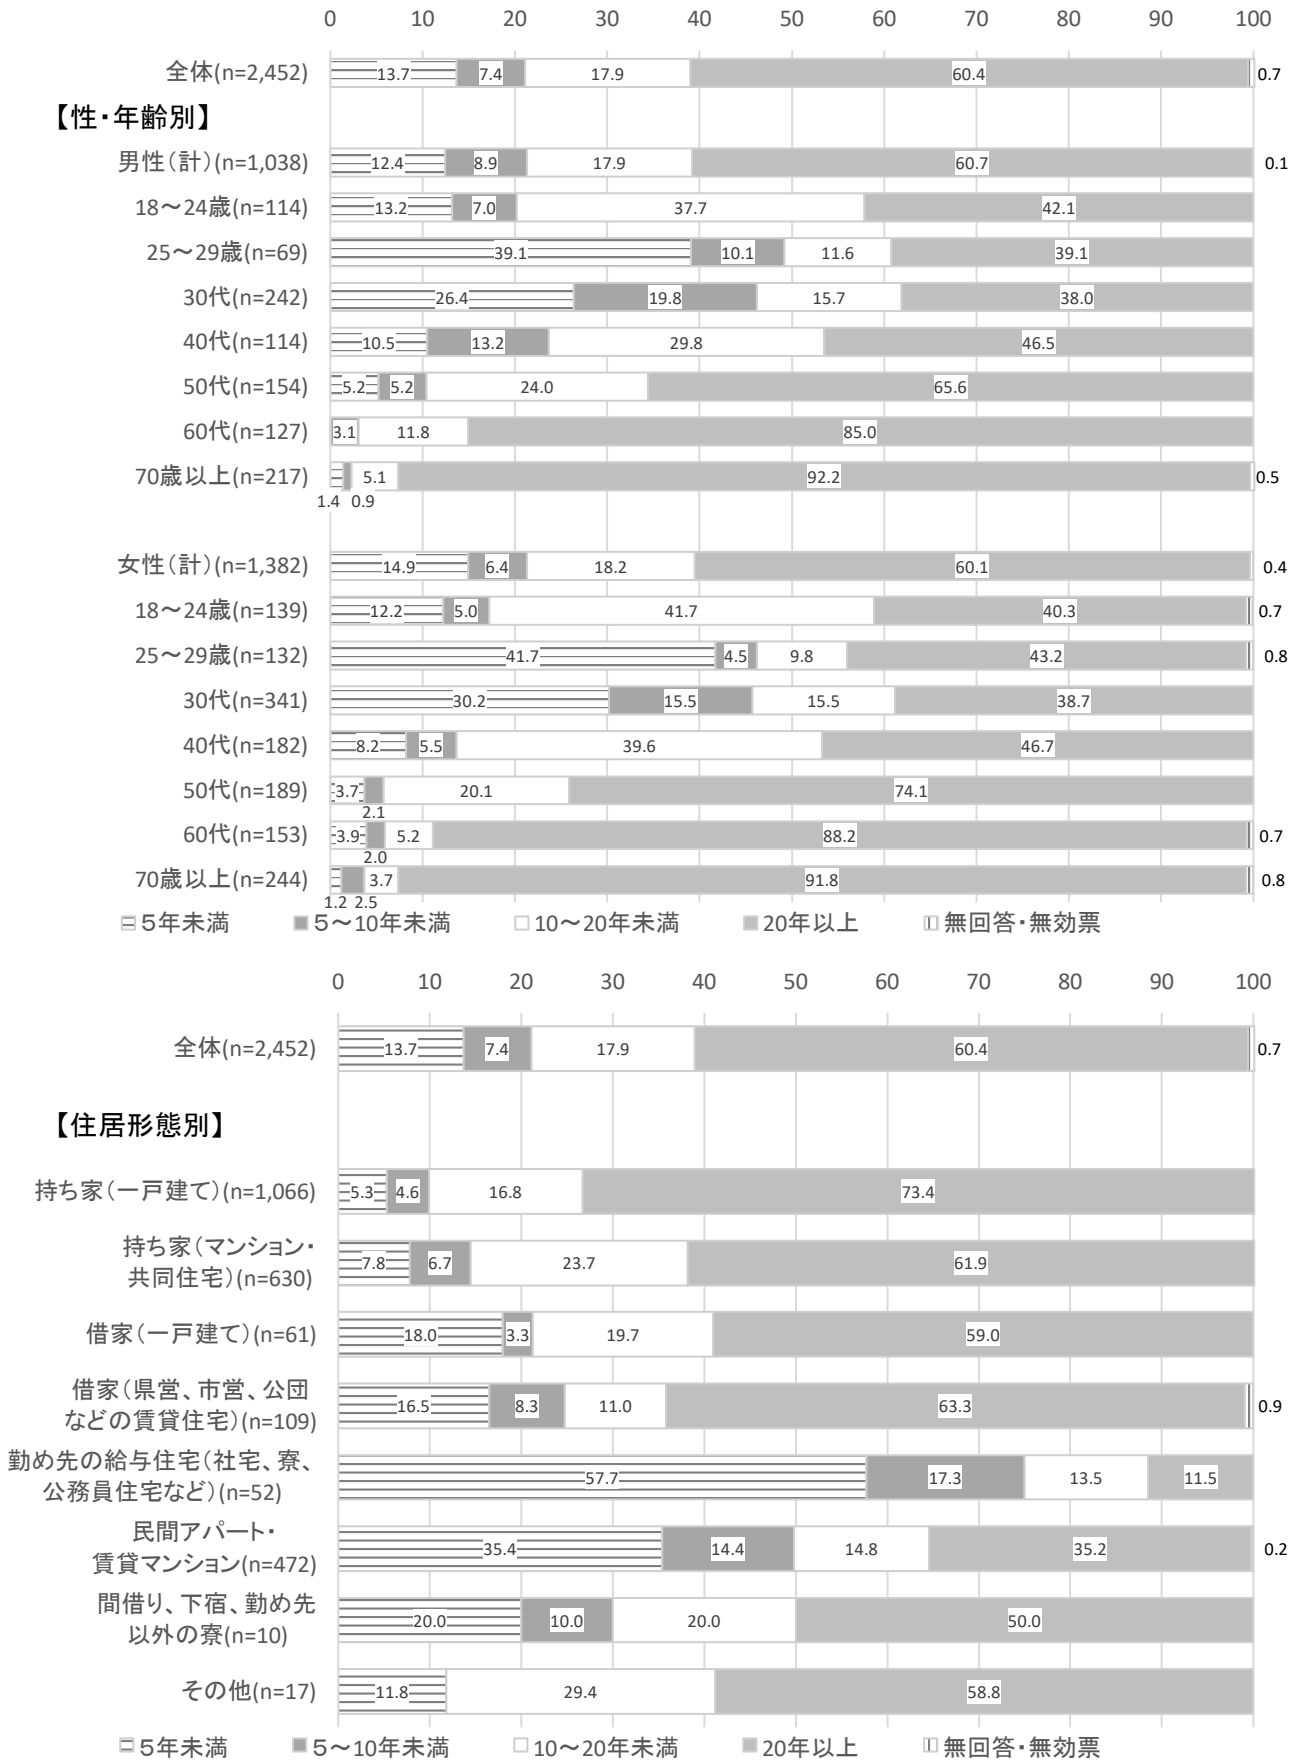 0 10 20 30 40 50 60 70 80 90 100
全体(n=2,452) 13.7 7.4 17.9 60.4 0.7
【性・年齢別】
男性(計)(n=1,038) 12.4 8.9 17.9 60.7 0.1
18～24歳(n=114) 13.2 7.0 37.7 42.1
25～29歳(n=69) 39.1 10.1 11.6 39.1
30代(n=242) 26.4 19.8 15.7 38.0
40代(n=114) 10.5 13.2 29.8 46.5
50代(n=154) 5.2 5.2 24.0 65.6
60代(n=127) 3.1 11.8 85.0
70歳以上(n=217) 5.1 92.2 0.5
1.4 0.9
女性(計)(n=1,382) 14.9 6.4 18.2 60.1 0.4
18～24歳(n=139) 12.2 5.0 41.7 40.3 0.7
25～29歳(n=132) 41.7 4.5 9.8 43.2 0.8
30代(n=341) 30.2 15.5 15.5 38.7
40代(n=182) 8.2 5.5 39.6 46.7
50代(n=189) 3.7 20.1 74.1
2.1
60代(n=153) 3.9 5.2 88.2 0.7
2.0
70歳以上(n=244) 3.7 91.8 0.8
1.2 2.5
5年未満 5～10年未満 10～20年未満 20年以上 無回答・無効票
0 10 20 30 40 50 60 70 80 90 100
全体(n=2,452) 13.7 7.4 17.9 60.4 0.7
【住居形態別】
持ち家(一戸建て)(n=1,066) 5.3 4.6 16.8 73.4
持ち家(マンション・
共同住宅)(n=630) 7.8 6.7 23.7 61.9
借家(一戸建て)(n=61) 18.0 3.3 19.7 59.0
借家(県営、市営、公団
などの賃貸住宅)(n=109) 16.5 8.3 11.0 63.3 0.9
勤め先の給与住宅(社宅、寮、
公務員住宅など)(n=52) 57.7 17.3 13.5 11.5
民間アパート・
賃貸マンション(n=472) 35.4 14.4 14.8 35.2 0.2
間借り、下宿、勤め先
以外の寮(n=10) 20.0 10.0 20.0 50.0
その他(n=17) 11.8 29.4 58.8
5年未満 5～10年未満 10～20年未満 20年以上 無回答・無効票